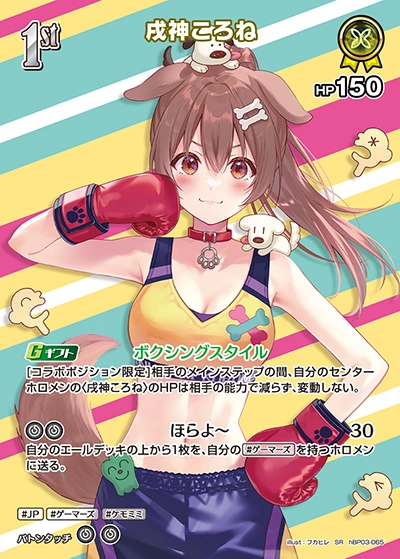 1st
戌神ころね
HP150
Gギフト ボクシングスタイル
[コラボポジション限定]相手のメインステップの間、自分のセンター
ホロメンの〈戌神ころね〉のHPは相手の能力で減らず、変動しない。
ほらよ~ 30
自分のエールデッキの上から1枚を、自分の#ゲーマーズを持つホロメン
に送る。
#JP #ゲーマーズ #ケモミミ
バトンタッチ
illust:フカヒレ SR hBP03-065